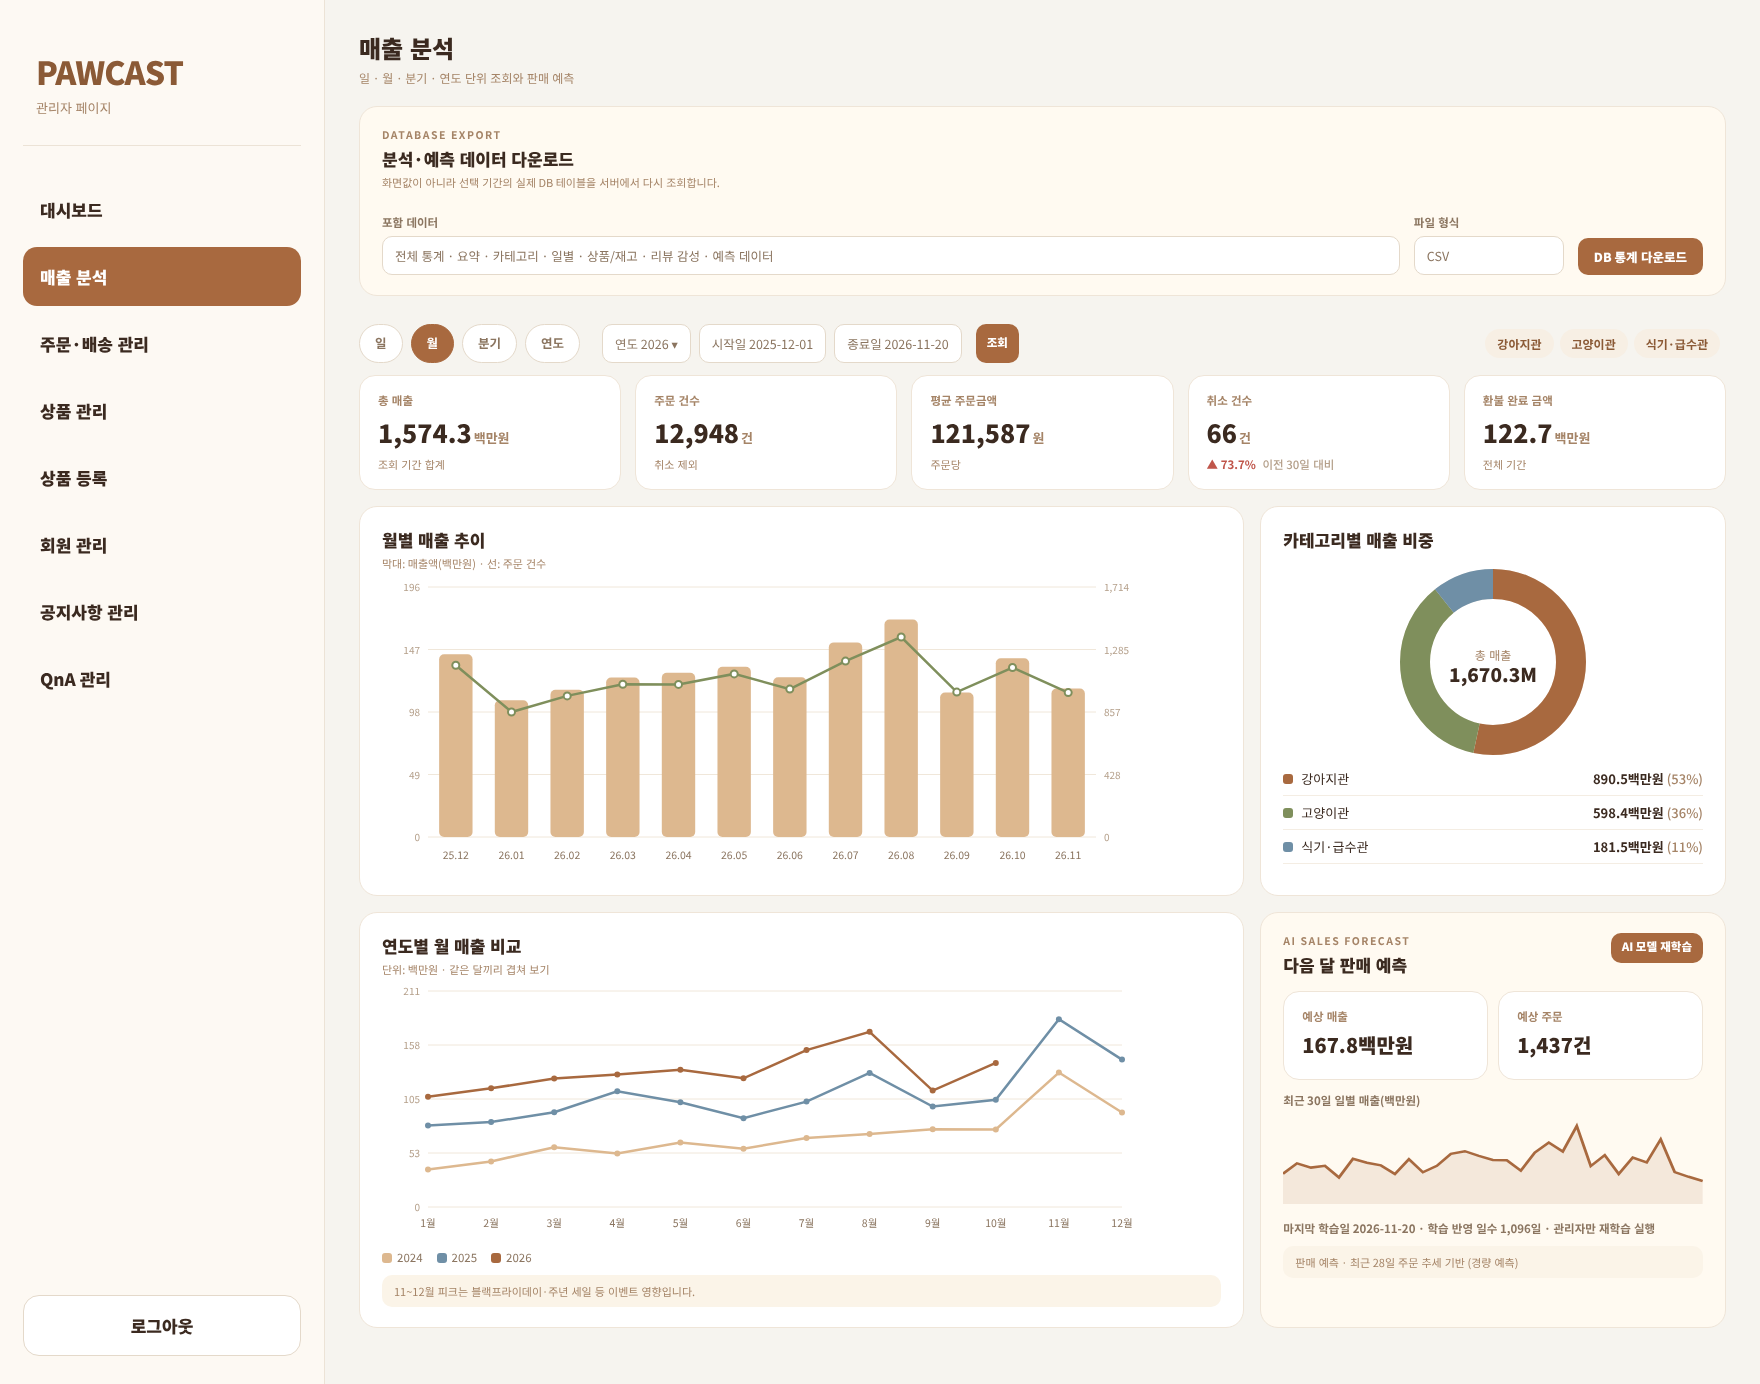 PAWCAST
관리자 페이지
대시보드
매출 분석
주문·배송 관리
상품 관리
상품 등록
회원 관리
공지사항 관리
QnA 관리
로그아웃
매출 분석
일 · 월 · 분기 · 연도 단위 조회와 판매 예측
DATABASE EXPORT
분석·예측 데이터 다운로드
화면값이 아니라 선택 기간의 실제 DB 테이블을 서버에서 다시 조회합니다.
포함 데이터
파일 형식
전체 통계 · 요약 · 카테고리 · 일별 · 상품/재고 · 리뷰 감성 · 예측 데이터
CSV
DB 통계 다운로드
일
월
분기
연도
연도 2026 ▾
시작일 2025-12-01
종료일 2026-11-20
조회
강아지관
고양이관
식기·급수관
총 매출
1,574.3백만원
조회 기간 합계
주문 건수
12,948건
취소 제외
평균 주문금액
121,587원
주문당
취소 건수
66건
▲ 73.7% 이전 30일 대비
환불 완료 금액
122.7백만원
전체 기간
월별 매출 추이
막대: 매출액(백만원) · 선: 주문 건수
196
147
98
49
0
1,714
1,285
857
428
0
25.12 26.01 26.02 26.03 26.04 26.05 26.06 26.07 26.08 26.09 26.10 26.11
카테고리별 매출 비중
총 매출
1,670.3M
강아지관 890.5백만원 (53%)
고양이관 598.4백만원 (36%)
식기·급수관 181.5백만원 (11%)
연도별 월 매출 비교
단위: 백만원 · 같은 달끼리 겹쳐 보기
211
158
105
53
0
1월 2월 3월 4월 5월 6월 7월 8월 9월 10월 11월 12월
2024 2025 2026
11~12월 피크는 블랙프라이데이·주년 세일 등 이벤트 영향입니다.
AI SALES FORECAST
다음 달 판매 예측
AI 모델 재학습
예상 매출
167.8백만원
예상 주문
1,437건
최근 30일 일별 매출(백만원)
마지막 학습일 2026-11-20 · 학습 반영 일수 1,096일 · 관리자만 재학습 실행
판매 예측 · 최근 28일 주문 추세 기반 (경량 예측)